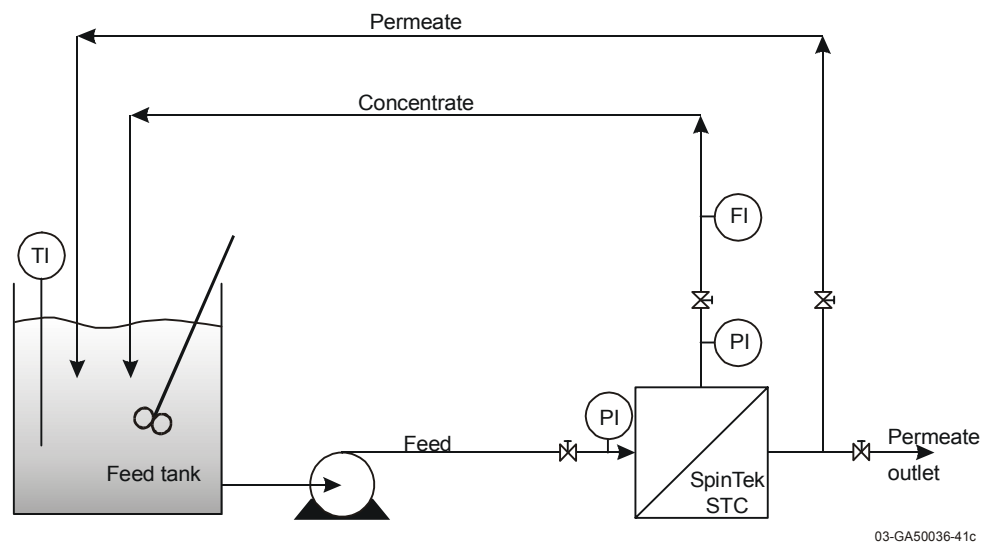 Permeate
Concentrate
FI
TI
PI
PI
Feed
Permeate
outlet
Feed tank
SpinTek
STC
03-GA50036-41c